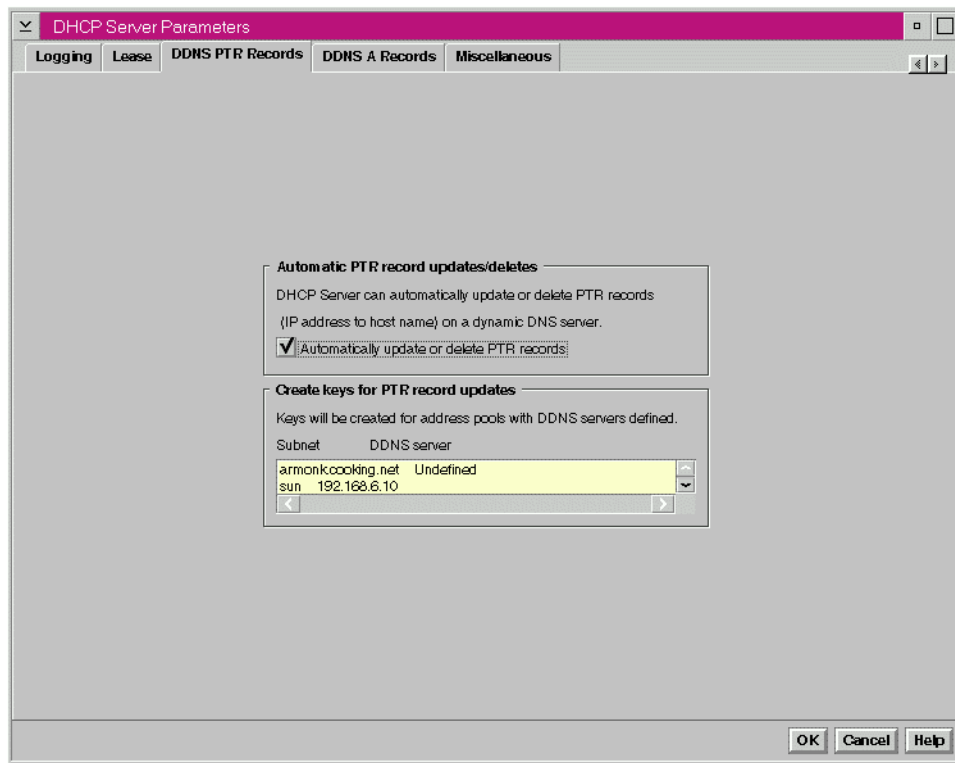 DHCP Server Parameters
Logging Lease DDNS PTR Records DDNS A Records Miscellaneous
Automatic PTR record updates/deletes
DHCP Server can automatically update or delete PTR records
(IP address to host name) on a dynamic DNS server.
Automatically update or delete PTR records
Create keys for PTR record updates
Keys will be created for address pools with DDNS servers defined.
Subnet DDNS server
armonk.cooking.net Undefined
sun 192.168.6.10
OK Cancel Help